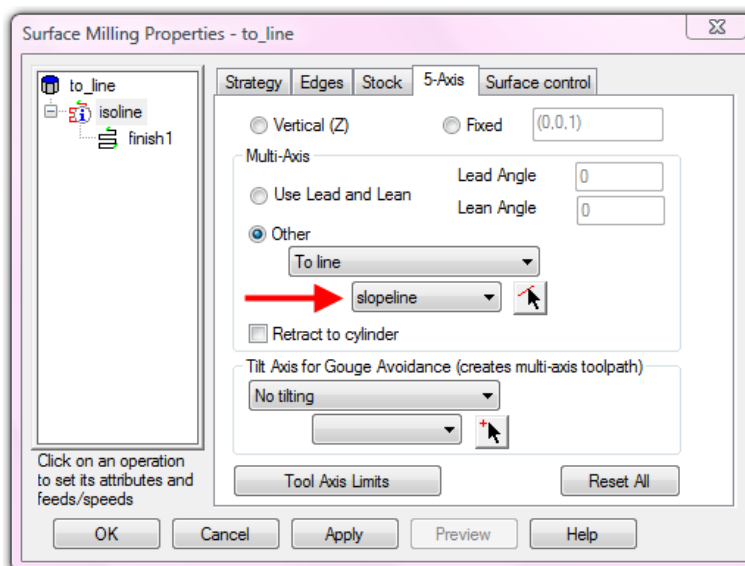 Surface Milling Properties - to_line
to_line
isoline
finish1
Click on an operation
to set its attributes and
feeds/speeds
Strategy Edges Stock 5-Axis Surface control
Vertical (Z) Fixed (0,0,1)
Multi-Axis
Use Lead and Lean
Lead Angle 0
Lean Angle 0
Other
To line
slopeline
Retract to cylinder
Tilt Axis for Gouge Avoidance (creates multi-axis toolpath)
No tilting
Tool Axis Limits Reset All
OK Cancel Apply Preview Help